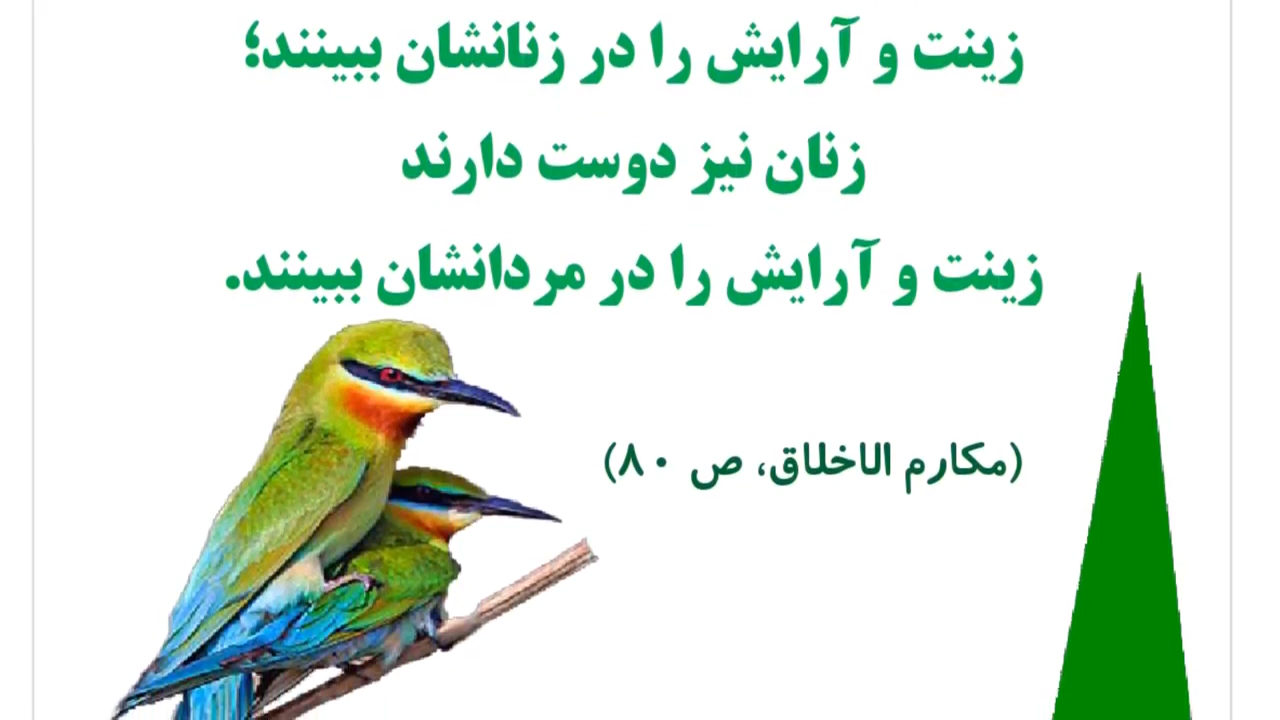 زینت و آرایش را در زنانشان ببینند؛
زنان نیز دوست دارند
زینت و آرایش را در مردانشان ببینند.
(مکارم الاخلاق، ص ۸۰)